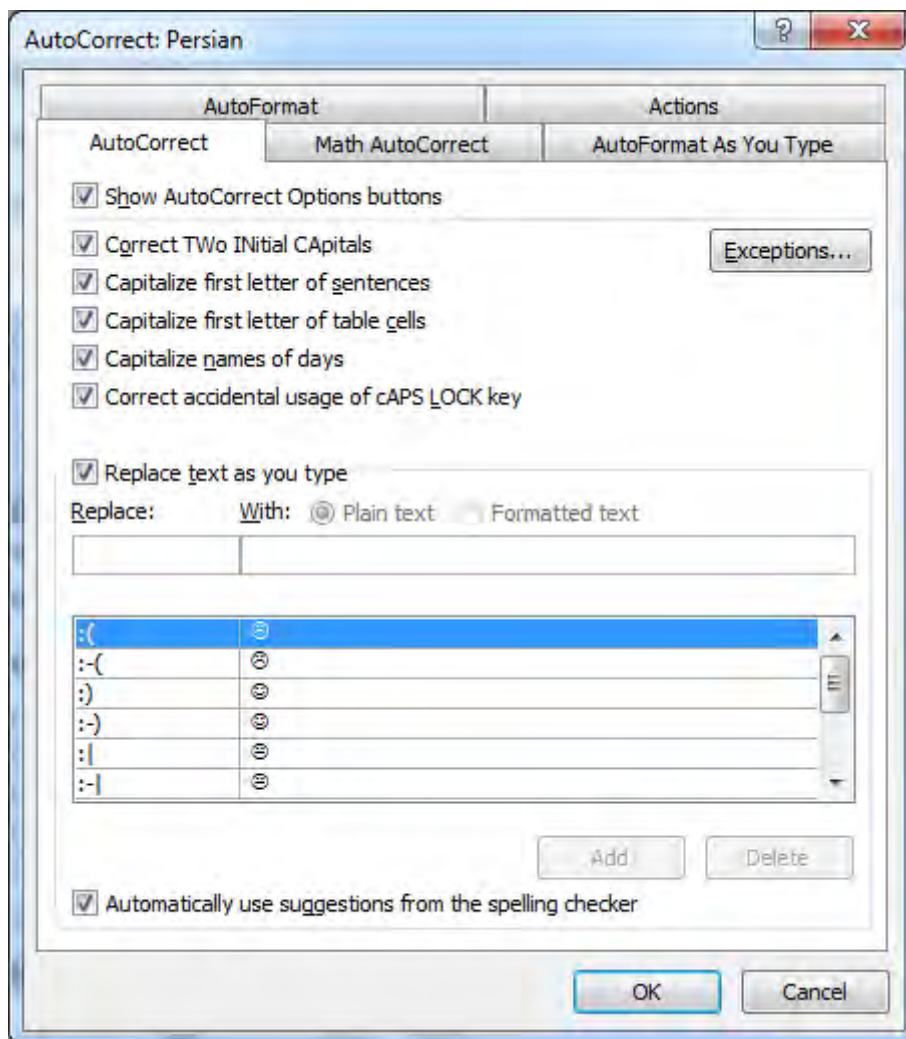 AutoCorrect: Persian
AutoFormat Actions
AutoCorrect Math AutoCorrect AutoFormat As You Type
Show AutoCorrect Options buttons
Correct TWo INitial CApitals Exceptions...
Capitalize first letter of sentences
Capitalize first letter of table cells
Capitalize names of days
Correct accidental usage of cAPS LOCK key
Replace text as you type
Replace: With: Plain text Formatted text
:( ☹
:-( ☹
:) ☺
:-) ☺
:| 😐
:-| 😐
Add Delete
Automatically use suggestions from the spelling checker
OK Cancel